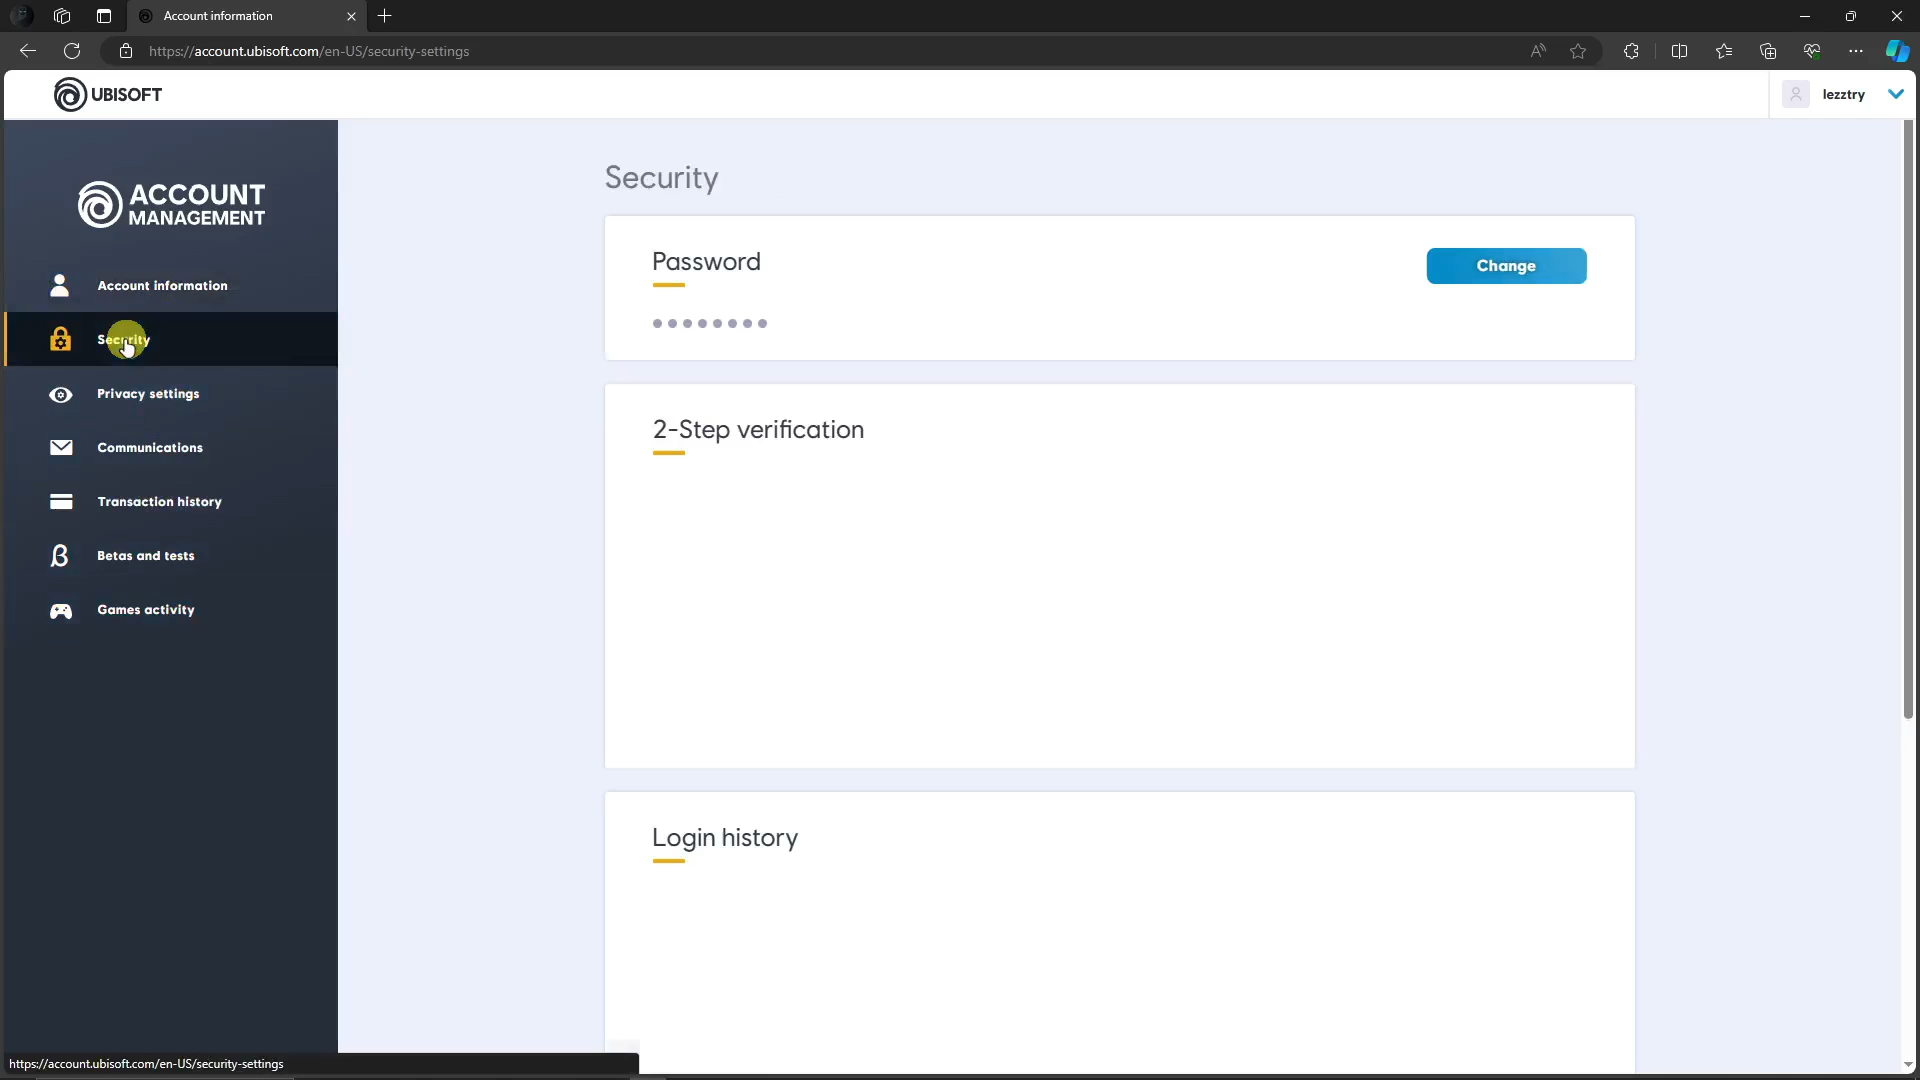 Account information
https://account.ubisoft.com/en-US/security-settings
UBISOFT
lezztry
ACCOUNT
MANAGEMENT
Account information
Security
Privacy settings
Communications
Transaction history
Betas and tests
Games activity
Security
Password
Change
2-Step verification
Login history
https://account.ubisoft.com/en-US/security-settings